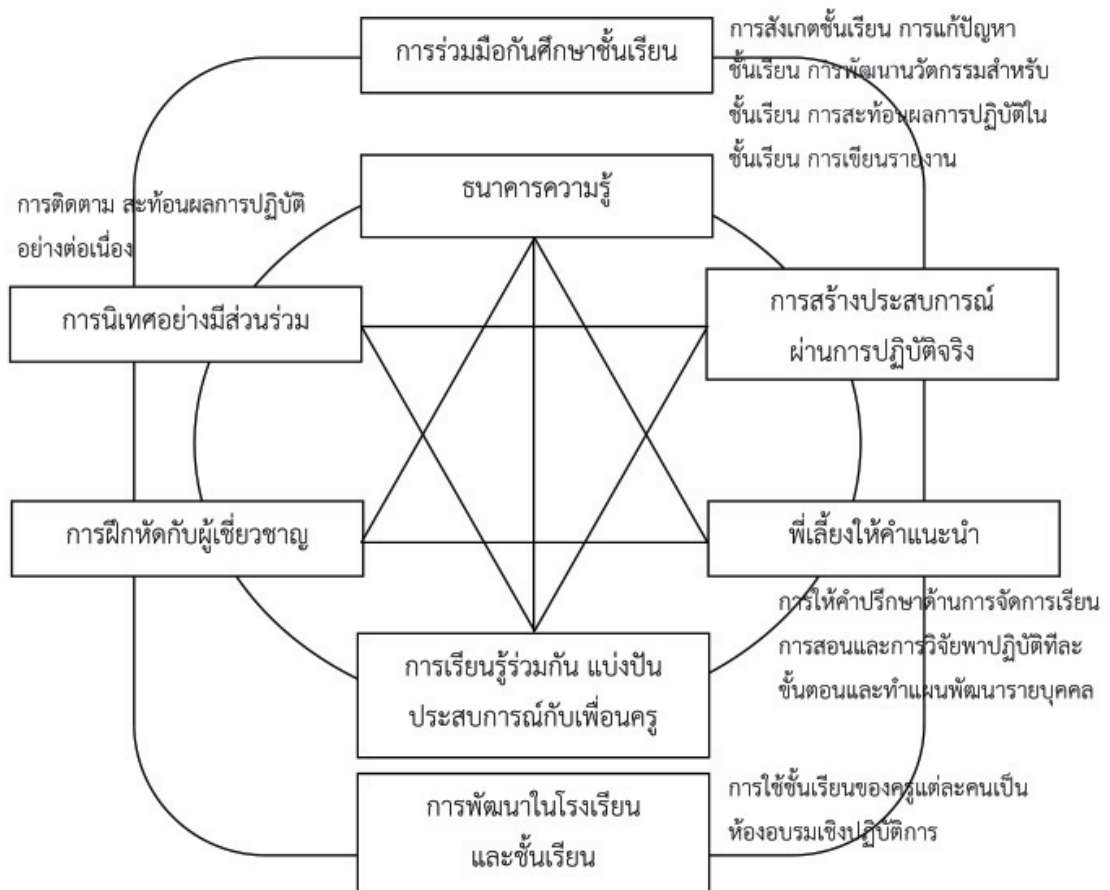 การร่วมมือกันศึกษาชั้นเรียน
การสังเกตชั้นเรียน การแก้ปัญหา
ชั้นเรียน การพัฒนานวัตกรรมสำหรับ
ชั้นเรียน การสะท้อนผลการปฏิบัติใน
ชั้นเรียน การเขียนรายงาน
ธนาคารความรู้
การติดตาม สะท้อนผลการปฏิบัติ
อย่างต่อเนื่อง
การนิเทศอย่างมีส่วนร่วม
การสร้างประสบการณ์
ผ่านการปฏิบัติจริง
การฝึกหัดกับผู้เชี่ยวชาญ
พี่เลี้ยงให้คำแนะนำ
การให้คำปรึกษาด้านการจัดการเรียน
การสอนและการวิจัยพาปฏิบัติทีละ
ขั้นตอนและทำแผนพัฒนารายบุคคล
การเรียนรู้ร่วมกัน แบ่งปัน
ประสบการณ์กับเพื่อนครู
การพัฒนาในโรงเรียน
และชั้นเรียน
การใช้ชั้นเรียนของครูแต่ละคนเป็น
ห้องอบรมเชิงปฏิบัติการ